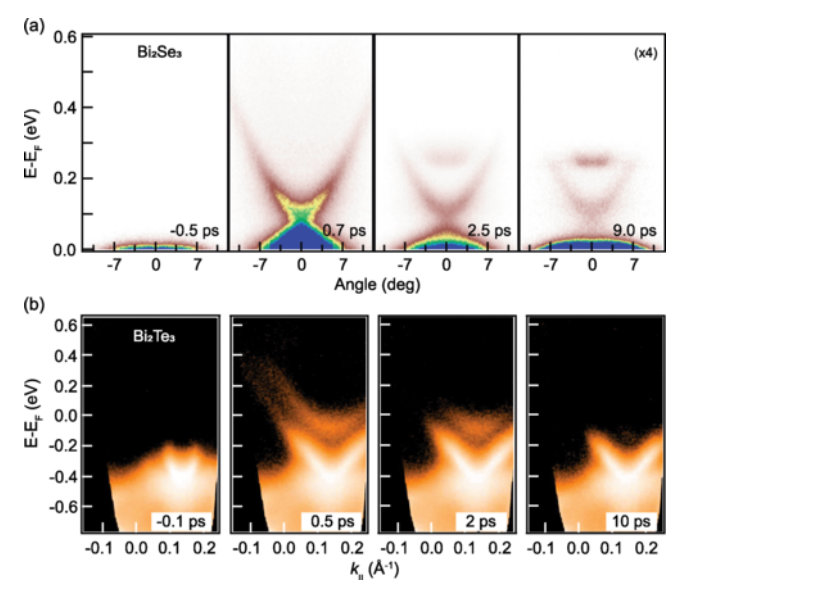 (a)
0.6
Bi₂Se₃
(x4)
0.4
E-E_F (eV)
0.2
-0.5 ps
0.7 ps
2.5 ps
9.0 ps
0.0
-7 0 7 -7 0 7 -7 0 7 -7 0 7
Angle (deg)
(b)
0.6
Bi₂Te₃
0.4
0.2
E-E_F (eV)
0.0
-0.2
-0.4
-0.6
-0.1 ps
0.5 ps
2 ps
10 ps
-0.1 0.0 0.1 0.2 -0.1 0.0 0.1 0.2 -0.1 0.0 0.1 0.2 -0.1 0.0 0.1 0.2
k_|| (Å⁻¹)